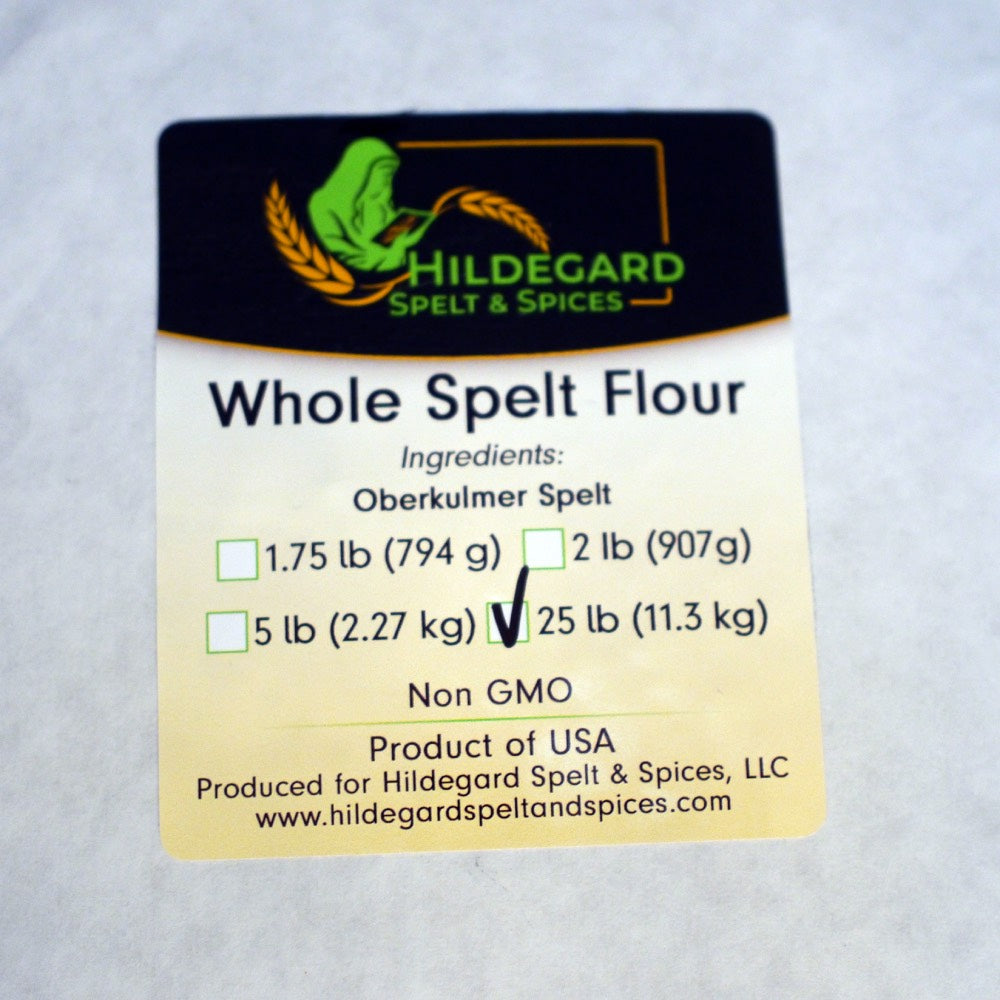 HILDEGARD
SPELT & SPICES
Whole Spelt Flour
Ingredients:
Oberkulmer Spelt
1.75 lb (794 g) 2 lb (907g)
5 lb (2.27 kg) 25 lb (11.3 kg)
Non GMO
Product of USA
Produced for Hildegard Spelt & Spices, LLC
www.hildegardspeltandspices.com